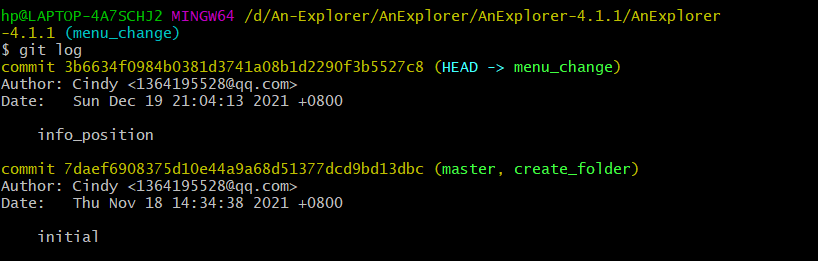 hp@LAPTOP-4A7SCHJ2 MINGW64 /d/An-Explorer/AnExplorer/AnExplorer-4.1.1/AnExplorer
-4.1.1 (menu_change)
$ git log
commit 3b6634f0984b0381d3741a08b1d2290f3b5527c8 (HEAD -> menu_change)
Author: Cindy <1364195528@qq.com>
Date:   Sun Dec 19 21:04:13 2021 +0800
    info_position
commit 7daef6908375d10e44a9a68d51377dcd9bd13dbc (master, create_folder)
Author: Cindy <1364195528@qq.com>
Date:   Thu Nov 18 14:34:38 2021 +0800
    initial